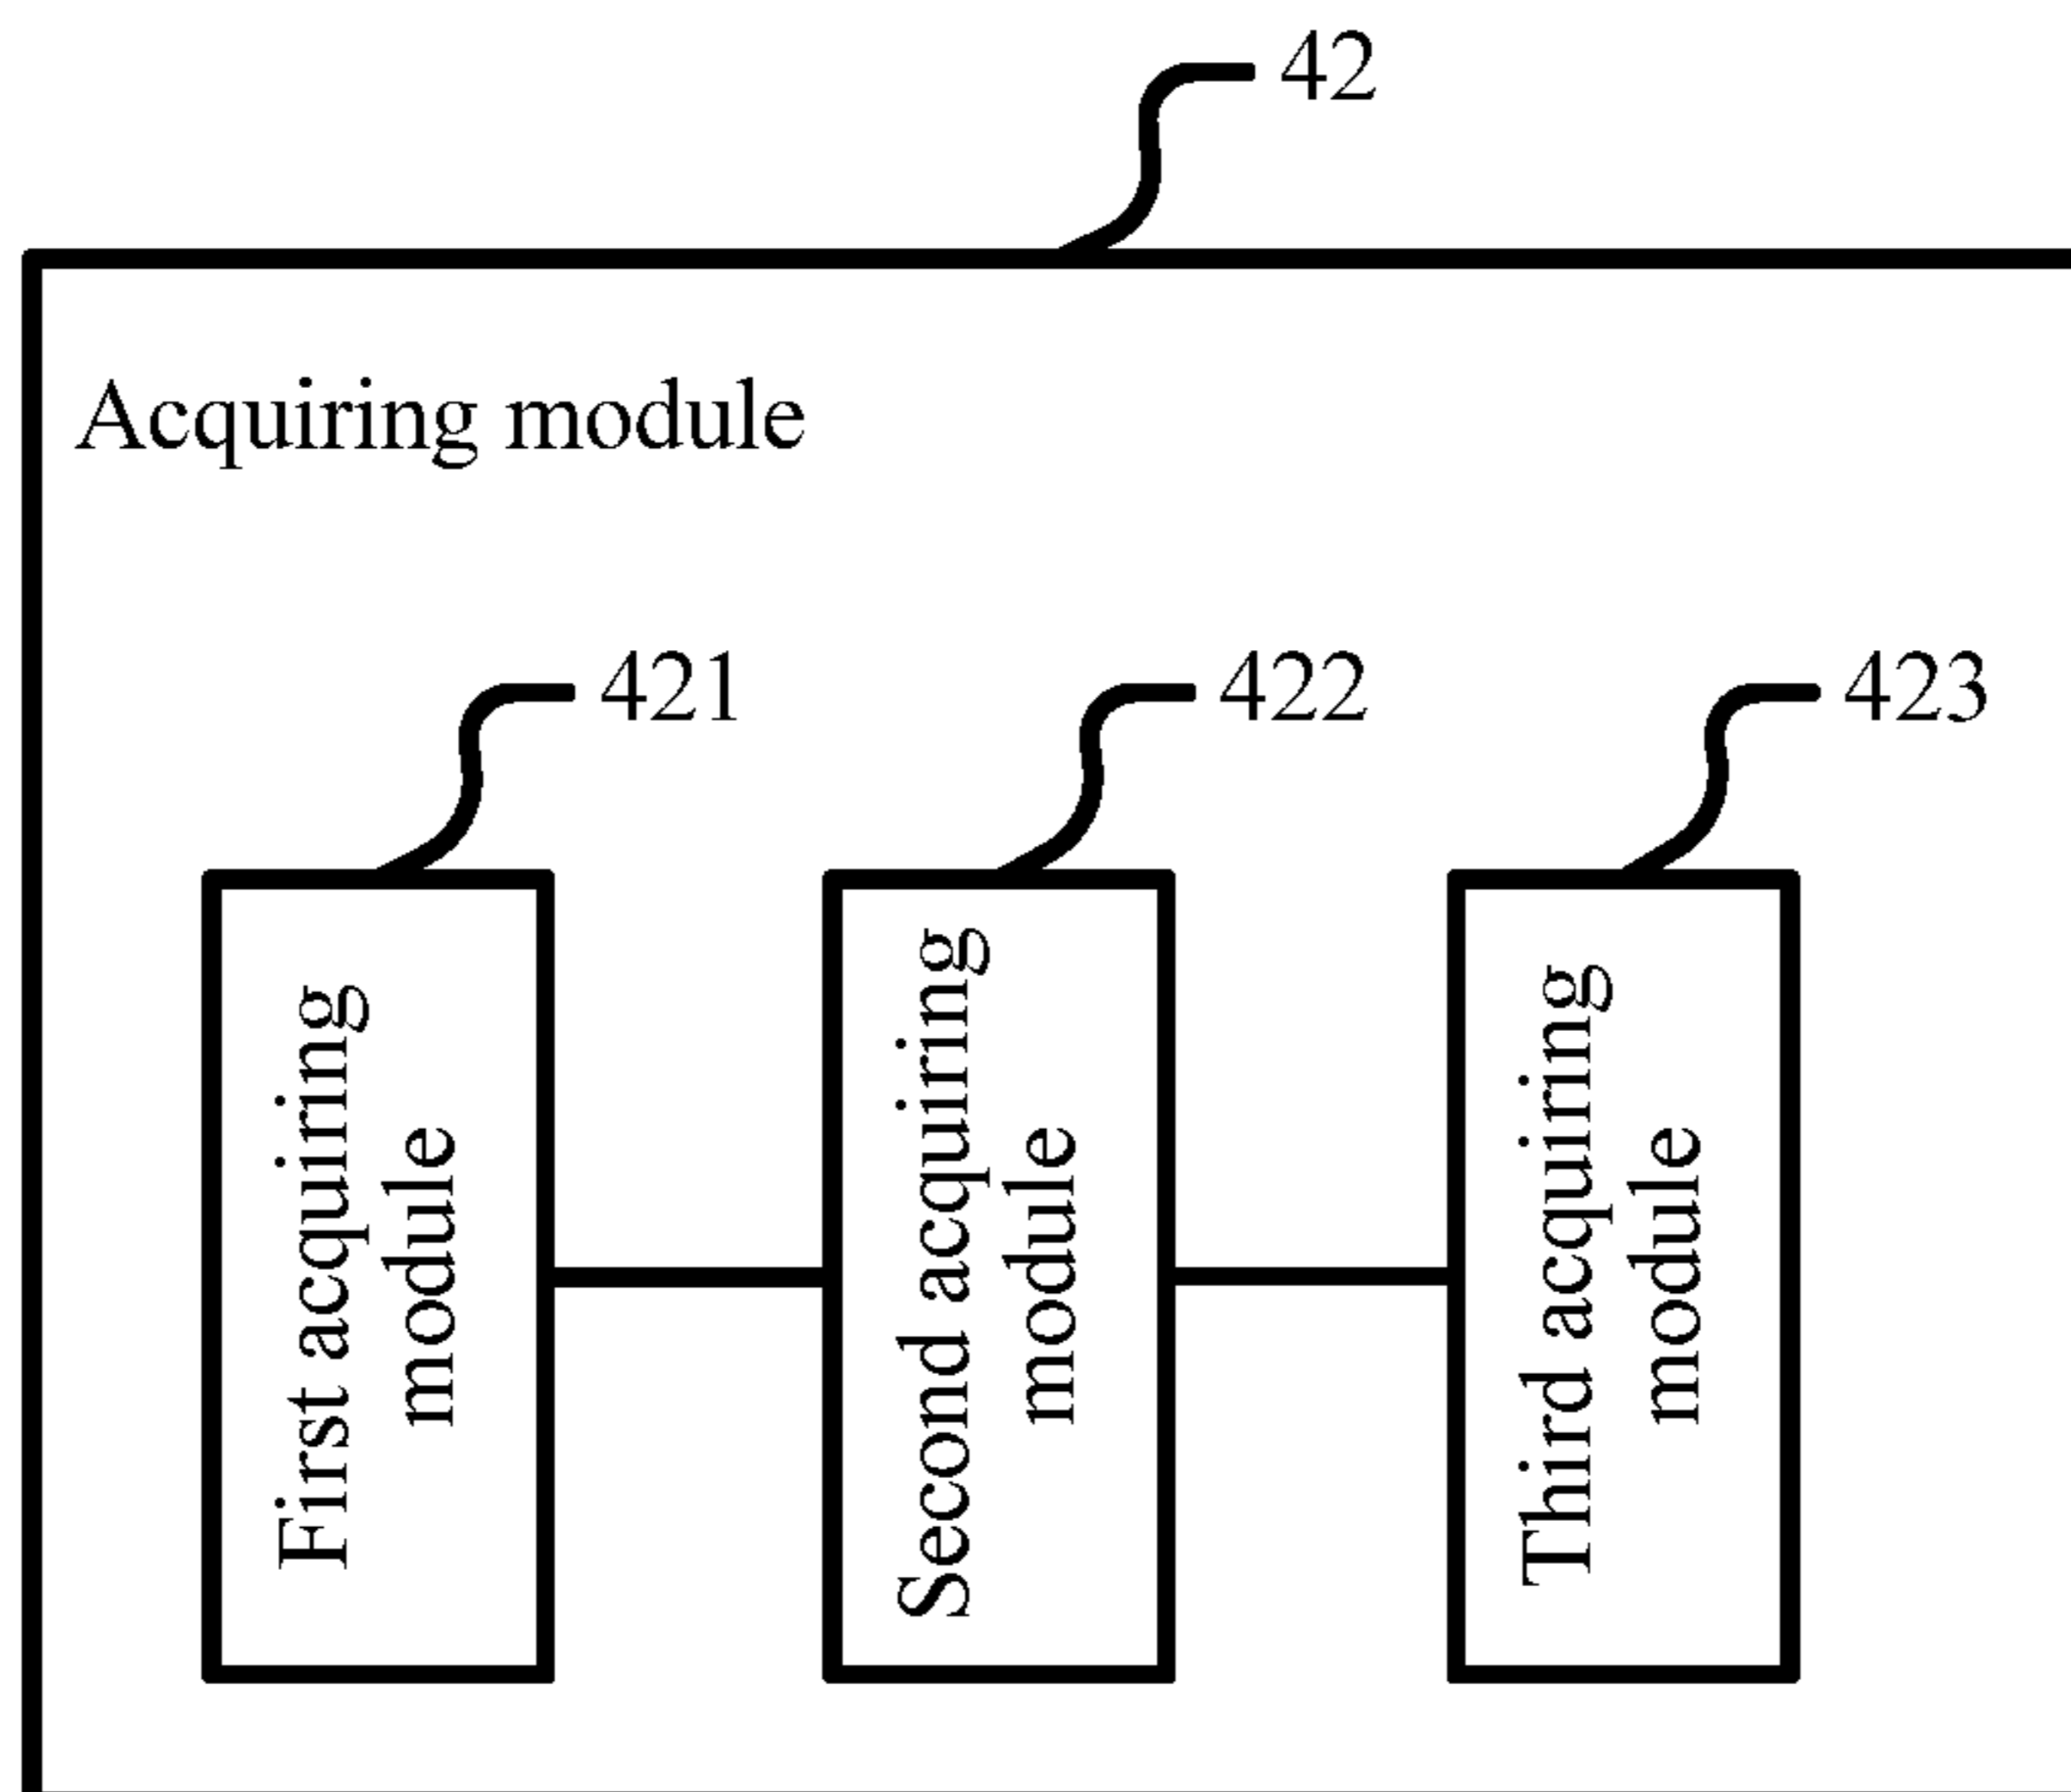 42
Acquiring module
421
422
423
First acquiring
module
Second acquiring
module
Third acquiring
module